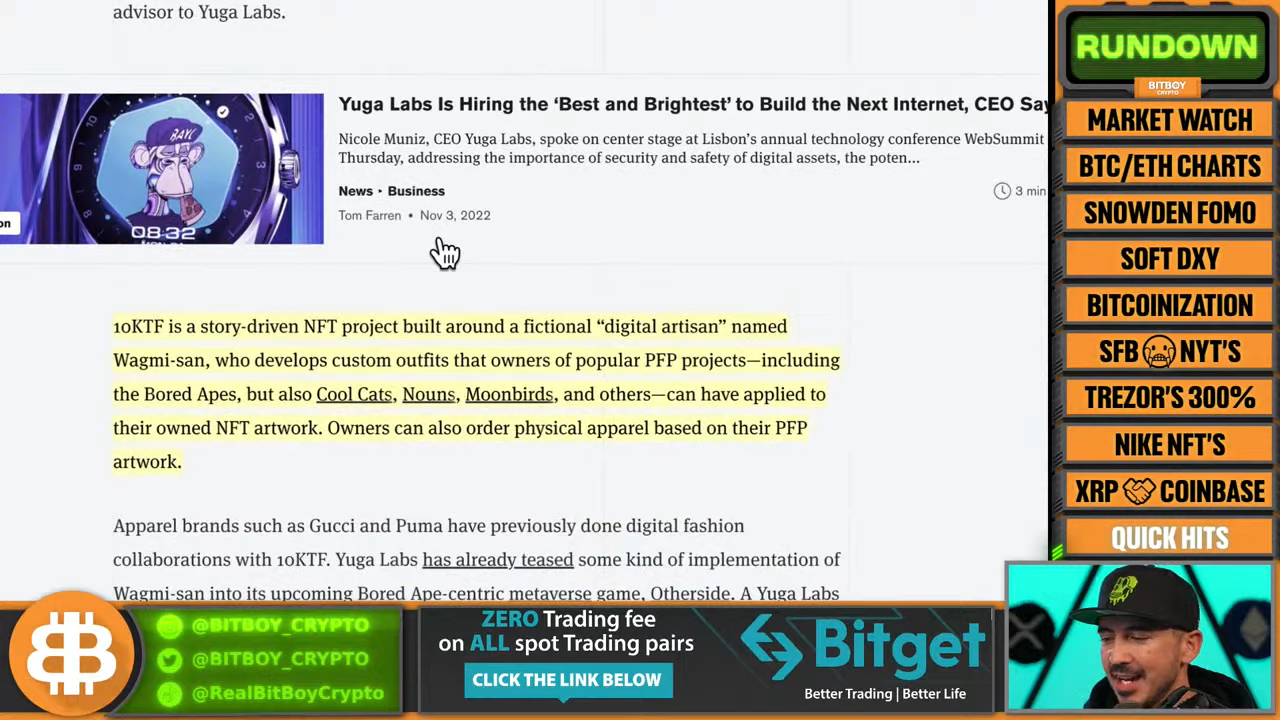 advisor to Yuga Labs.
Yuga Labs Is Hiring the ‘Best and Brightest’ to Build the Next Internet, CEO Say
Nicole Muniz, CEO Yuga Labs, spoke on center stage at Lisbon’s annual technology conference WebSummit
Thursday, addressing the importance of security and safety of digital assets, the poten...
News • Business
3 min
Tom Farren • Nov 3, 2022
on
BAYC
08:32
10KTF is a story-driven NFT project built around a fictional “digital artisan” named
Wagmi-san, who develops custom outfits that owners of popular PFP projects—including
the Bored Apes, but also Cool Cats, Nouns, Moonbirds, and others—can have applied to
their owned NFT artwork. Owners can also order physical apparel based on their PFP
artwork.
Apparel brands such as Gucci and Puma have previously done digital fashion
collaborations with 10KTF. Yuga Labs has already teased some kind of implementation of
Wagmi-san into its upcoming Bored Ape-centric metaverse game, Otherside. A Yuga Labs
RUNDOWN
BITBOY
CRYPTO
MARKET WATCH
BTC/ETH CHARTS
SNOWDEN FOMO
SOFT DXY
BITCOINIZATION
SFB🥶NYT'S
TREZOR'S 300%
NIKE NFT'S
XRP🤝COINBASE
QUICK HITS
@BITBOY_CRYPTO
@BITBOY_CRYPTO
@RealBitBoyCrypto
ZERO Trading fee
on ALL spot Trading pairs
CLICK THE LINK BELOW
Bitget
Better Trading | Better Life